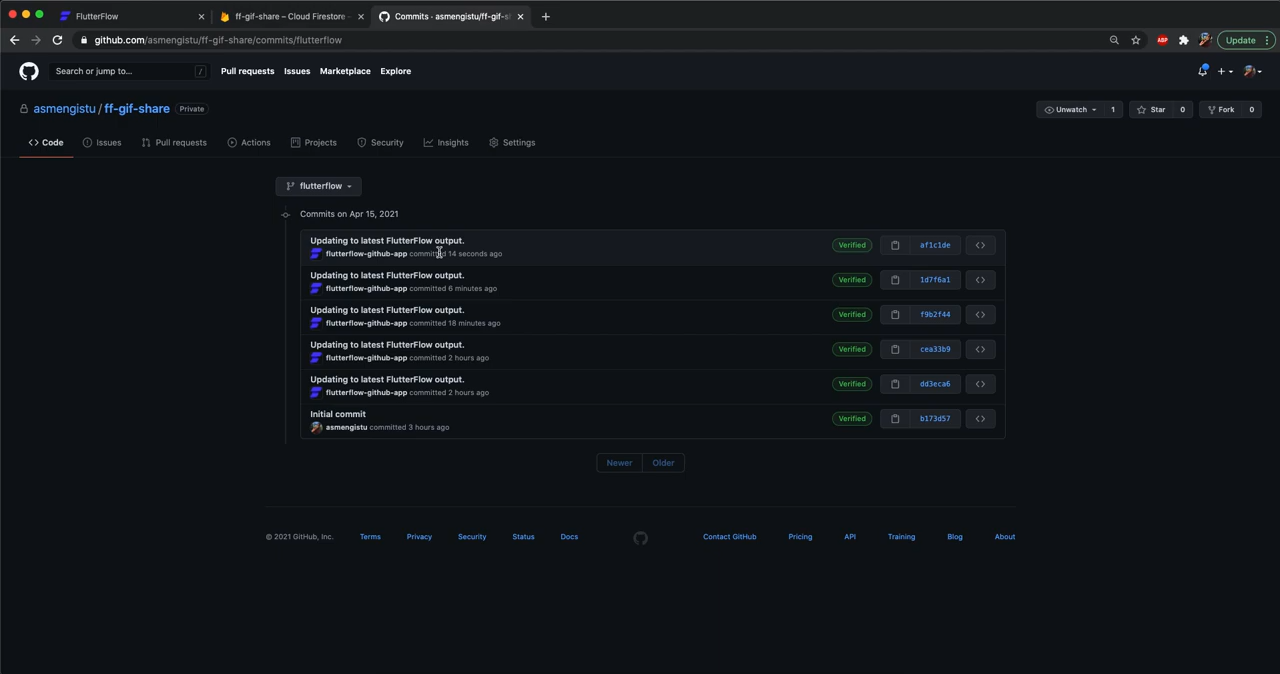 FlutterFlow
ff-gif-share – Cloud Firestore
Commits · asmengistu/ff-gif-s
github.com/asmengistu/ff-gif-share/commits/flutterflow
ABP
Update
Search or jump to...
/
Pull requests
Issues
Marketplace
Explore
asmengistu / ff-gif-share
Private
Unwatch
1
Star
0
Fork
0
Code
Issues
Pull requests
Actions
Projects
Security
Insights
Settings
flutterflow
Commits on Apr 15, 2021
Updating to latest FlutterFlow output.
flutterflow-github-app committed 14 seconds ago
Verified
af1c1de
Updating to latest FlutterFlow output.
flutterflow-github-app committed 6 minutes ago
Verified
1d7f6a1
Updating to latest FlutterFlow output.
flutterflow-github-app committed 18 minutes ago
Verified
f9b2f44
Updating to latest FlutterFlow output.
flutterflow-github-app committed 2 hours ago
Verified
cea33b9
Updating to latest FlutterFlow output.
flutterflow-github-app committed 2 hours ago
Verified
dd3eca6
Initial commit
asmengistu committed 3 hours ago
Verified
b173d57
Newer
Older
© 2021 GitHub, Inc.
Terms
Privacy
Security
Status
Docs
Contact GitHub
Pricing
API
Training
Blog
About